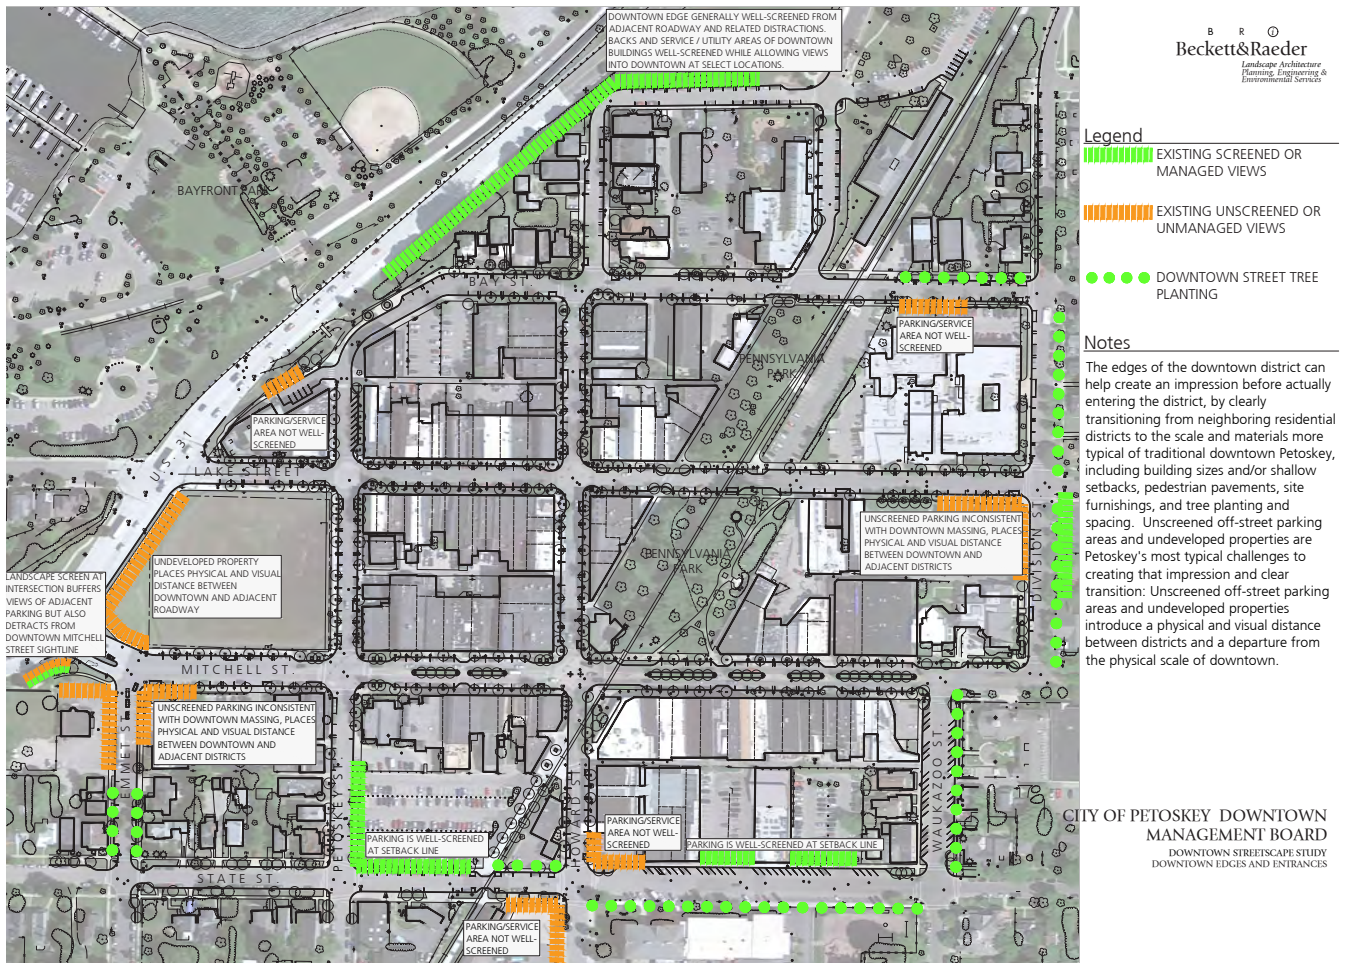 DOWNTOWN EDGE GENERALLY WELL-SCREENED FROM
ADJACENT ROADWAY AND RELATED DISTRACTIONS.
BACKS AND SERVICE / UTILITY AREAS OF DOWNTOWN
BUILDINGS WELL-SCREENED WHILE ALLOWING VIEWS
INTO DOWNTOWN AT SELECT LOCATIONS.
BAYFRONT PARK
BAY ST.
PARKING/SERVICE
AREA NOT WELL-
SCREENED
PENNSYLVANIA
PARK
PARKING/SERVICE
AREA NOT WELL-
SCREENED
U.S. 31
LAKE STREET
UNSCREENED PARKING INCONSISTENT
WITH DOWNTOWN MASSING, PLACES
PHYSICAL AND VISUAL DISTANCE
BETWEEN DOWNTOWN AND
ADJACENT DISTRICTS
DIVISION S
PENNSYLVANIA
PARK
UNDEVELOPED PROPERTY
PLACES PHYSICAL AND VISUAL
DISTANCE BETWEEN
DOWNTOWN AND ADJACENT
ROADWAY
LANDSCAPE SCREEN AT
INTERSECTION BUFFERS
VIEWS OF ADJACENT
PARKING BUT ALSO
DETRACTS FROM
DOWNTOWN MITCHELL
STREET SIGHTLINE
MITCHELL ST.
UNSCREENED PARKING INCONSISTENT
WITH DOWNTOWN MASSING, PLACES
PHYSICAL AND VISUAL DISTANCE
BETWEEN DOWNTOWN AND
ADJACENT DISTRICTS
EMMET ST.
PETOSKEY ST.
HOWARD ST.
WAUKAZOO ST.
PARKING IS WELL-SCREENED
AT SETBACK LINE
PARKING/SERVICE
AREA NOT WELL-
SCREENED
PARKING IS WELL-SCREENED AT SETBACK LINE
STATE ST.
PARKING/SERVICE
AREA NOT WELL-
SCREENED
B R i
Beckett&Raeder
Landscape Architecture
Planning, Engineering &
Environmental Services
Legend
EXISTING SCREENED OR
MANAGED VIEWS
EXISTING UNSCREENED OR
UNMANAGED VIEWS
DOWNTOWN STREET TREE
PLANTING
Notes
The edges of the downtown district can
help create an impression before actually
entering the district, by clearly
transitioning from neighboring residential
districts to the scale and materials more
typical of traditional downtown Petoskey,
including building sizes and/or shallow
setbacks, pedestrian pavements, site
furnishings, and tree planting and
spacing. Unscreened off-street parking
areas and undeveloped properties are
Petoskey's most typical challenges to
creating that impression and clear
transition: Unscreened off-street parking
areas and undeveloped properties
introduce a physical and visual distance
between districts and a departure from
the physical scale of downtown.
CITY OF PETOSKEY DOWNTOWN
MANAGEMENT BOARD
DOWNTOWN STREETSCAPE STUDY
DOWNTOWN EDGES AND ENTRANCES